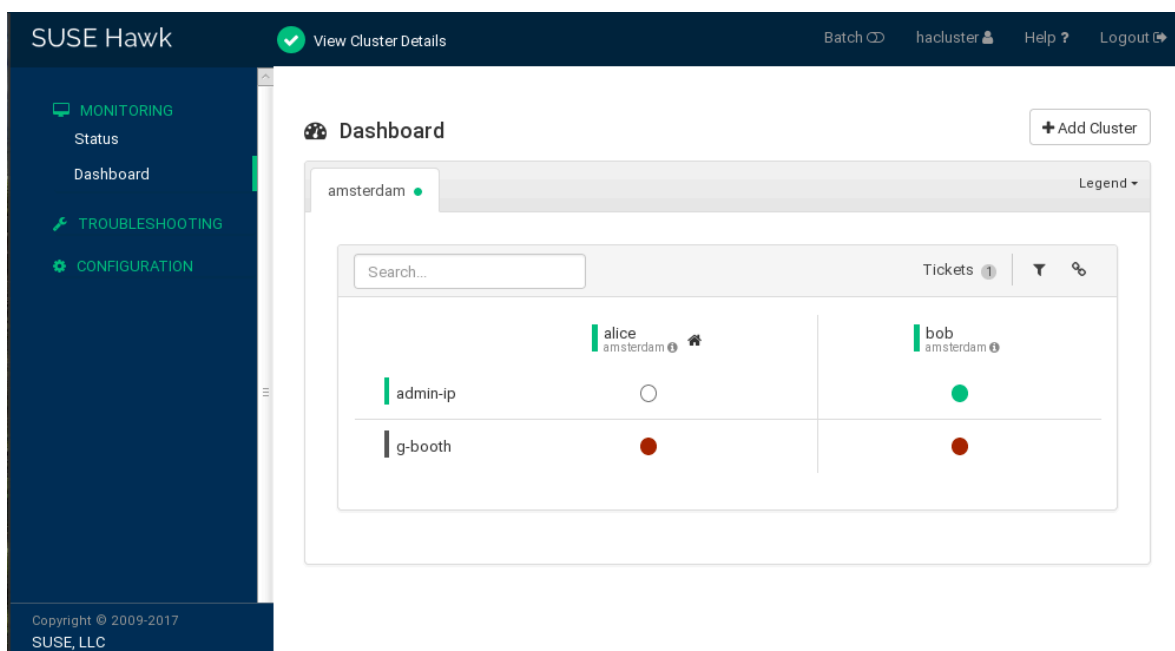 SUSE Hawk
View Cluster Details
Batch
hacluster
Help ?
Logout
MONITORING
Status
Dashboard
TROUBLESHOOTING
CONFIGURATION
Dashboard
+ Add Cluster
amsterdam
Legend
Search...
Tickets 1
alice
amsterdam
bob
amsterdam
admin-ip
g-booth
Copyright © 2009-2017
SUSE, LLC